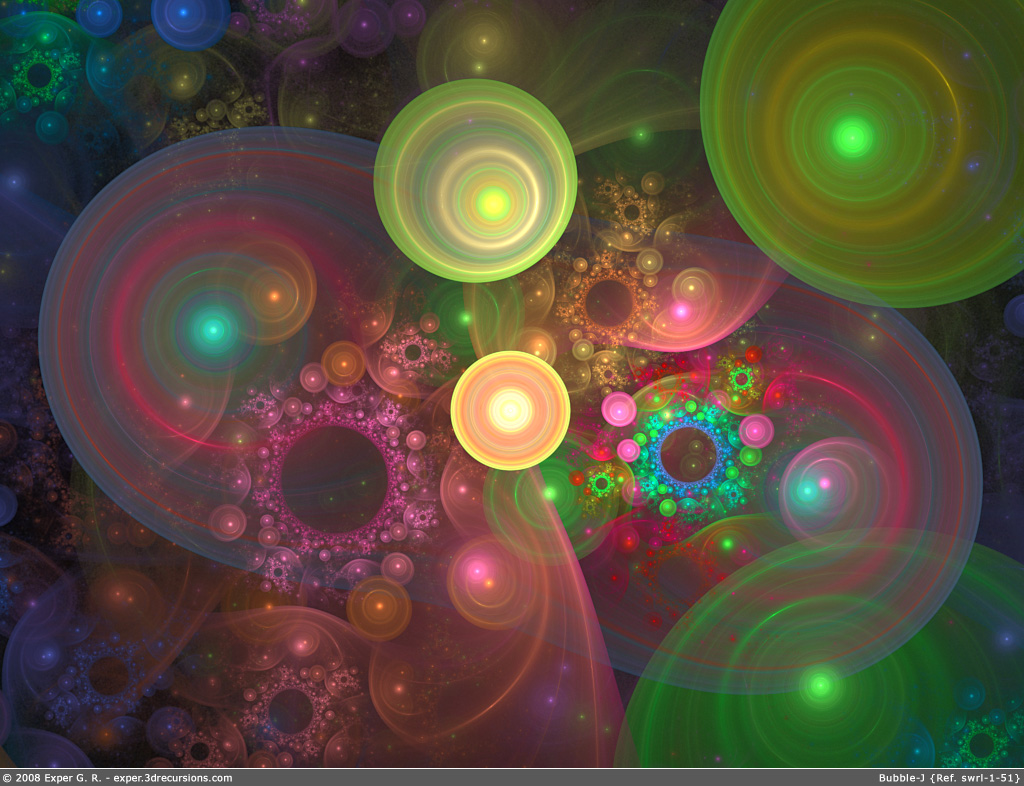 © 2008 Exper G. R. - exper.3drecursions.com
Bubble-J {Ref. swrl-1-51}